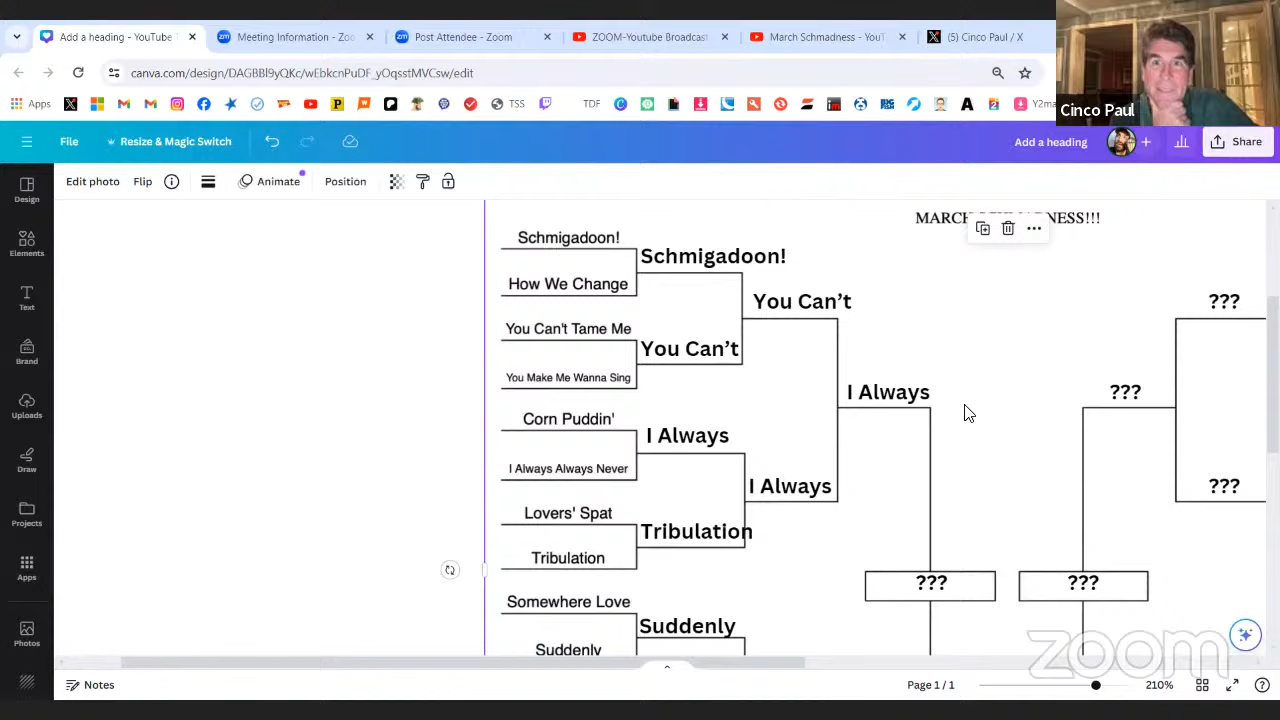 Add a heading - YouTube T
Meeting Information - Zoo
Post Attendee - Zoom
ZOOM-Youtube Broadcast
March Schmadness - YouT
(5) Cinco Paul / X
canva.com/design/DAGBBl9yQKc/wEbkcnPuDF_yOqsstMVCsw/edit
Apps
TSS
TDF
Y2ma
Cinco Paul
File
Resize & Magic Switch
Add a heading
Share
Edit photo
Flip
Animate
Position
Design
Elements
Text
Brand
Uploads
Draw
Projects
Apps
Photos
Schmigadoon!
Schmigadoon!
How We Change
You Can't
You Can't Tame Me
You Can't
You Make Me Wanna Sing
I Always
Corn Puddin'
I Always
I Always Always Never
I Always
Lovers' Spat
Tribulation
Tribulation
Somewhere Love
Suddenly
Suddenly
???
???
???
???
???
zoom
Notes
Page 1 / 1
210%